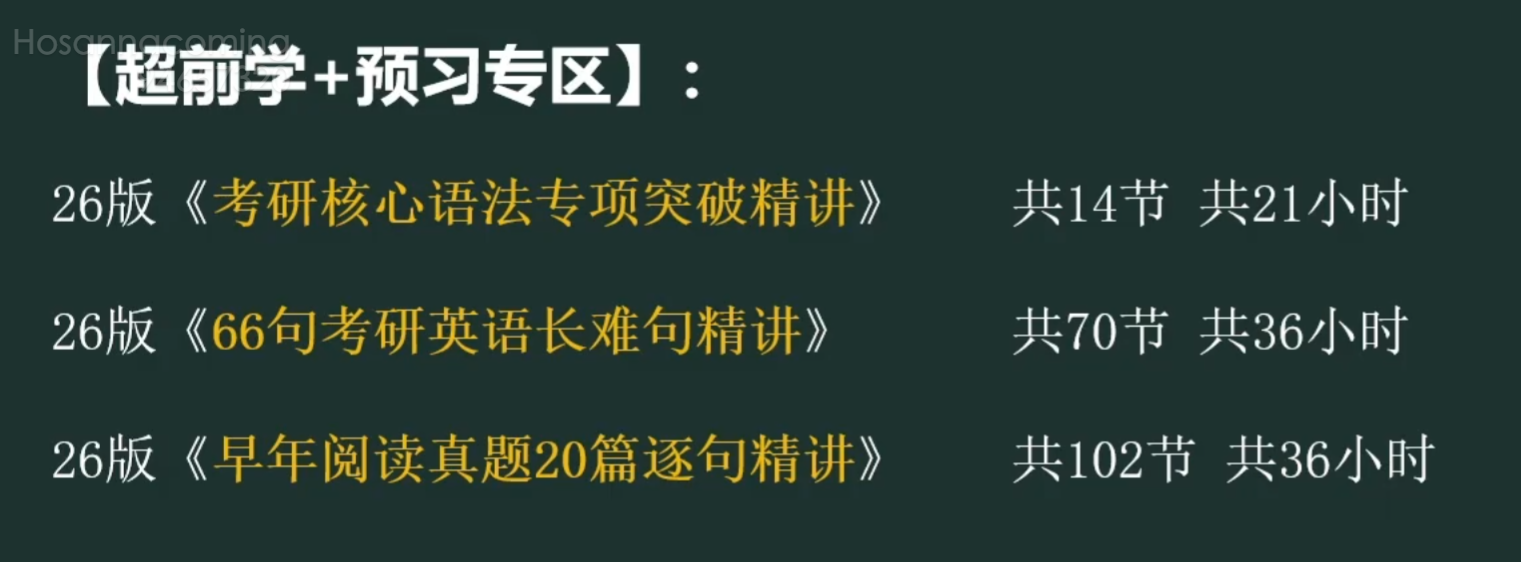 Hosannacoming
【超前学+预习专区】：
26版《考研核心语法专项突破精讲》 共14节 共21小时
26版《66句考研英语长难句精讲》 共70节 共36小时
26版《早年阅读真题20篇逐句精讲》 共102节 共36小时